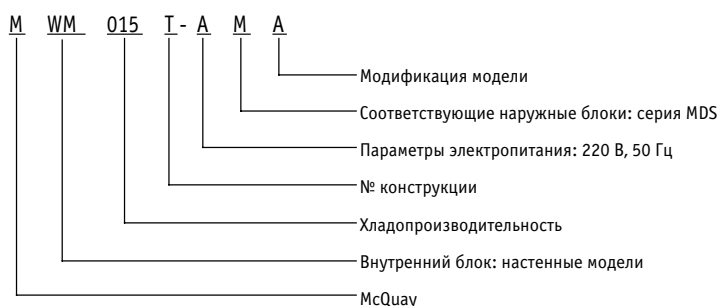 M WM 015 T - A M A
Модификация модели
Соответствующие наружные блоки: серия MDS
Параметры электропитания: 220 В, 50 Гц
№ конструкции
Хладопроизводительность
Внутренний блок: настенные модели
McQuay